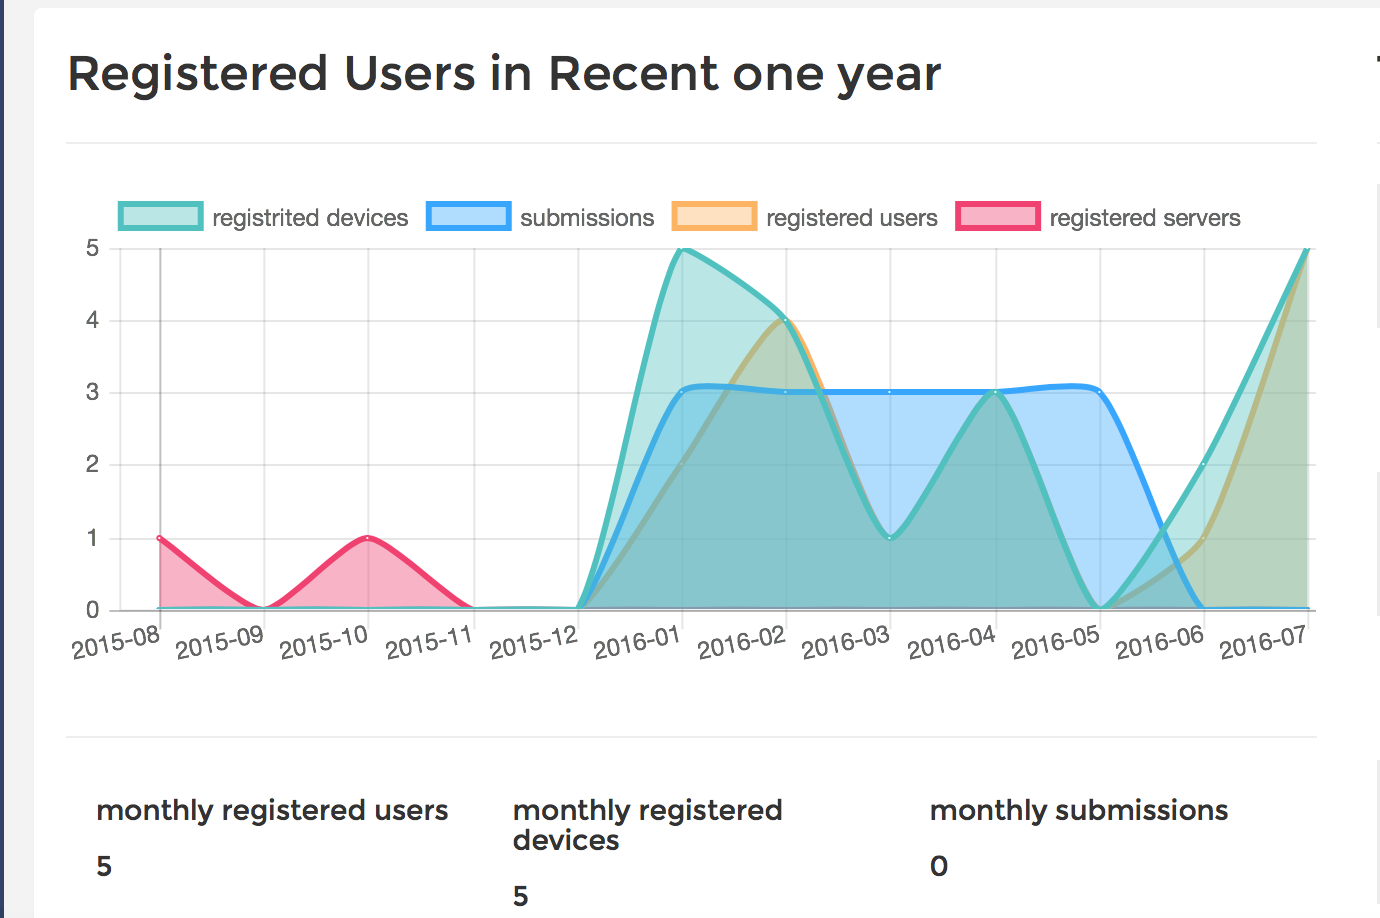 Registered Users in Recent one year
registrited devices submissions registered users registered servers
5
4
3
2
1
0
2015-08 2015-09 2015-10 2015-11 2015-12 2016-01 2016-02 2016-03 2016-04 2016-05 2016-06 2016-07
monthly registered users
5
monthly registered
devices
5
monthly submissions
0